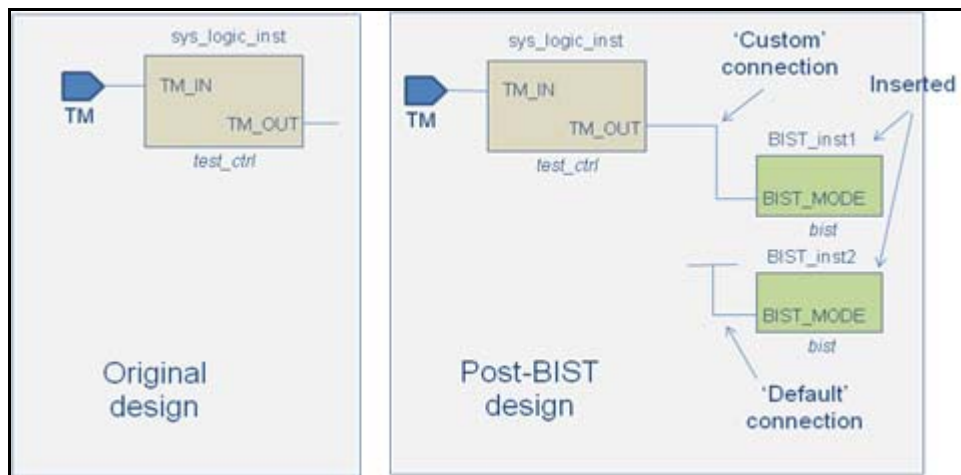 sys_logic_inst
TM
TM_IN
TM_OUT
test_ctrl
Original
design
sys_logic_inst
TM
TM_IN
TM_OUT
test_ctrl
'Custom'
connection
Inserted
BIST_inst1
BIST_MODE
bist
BIST_inst2
BIST_MODE
bist
Post-BIST
design
'Default'
connection